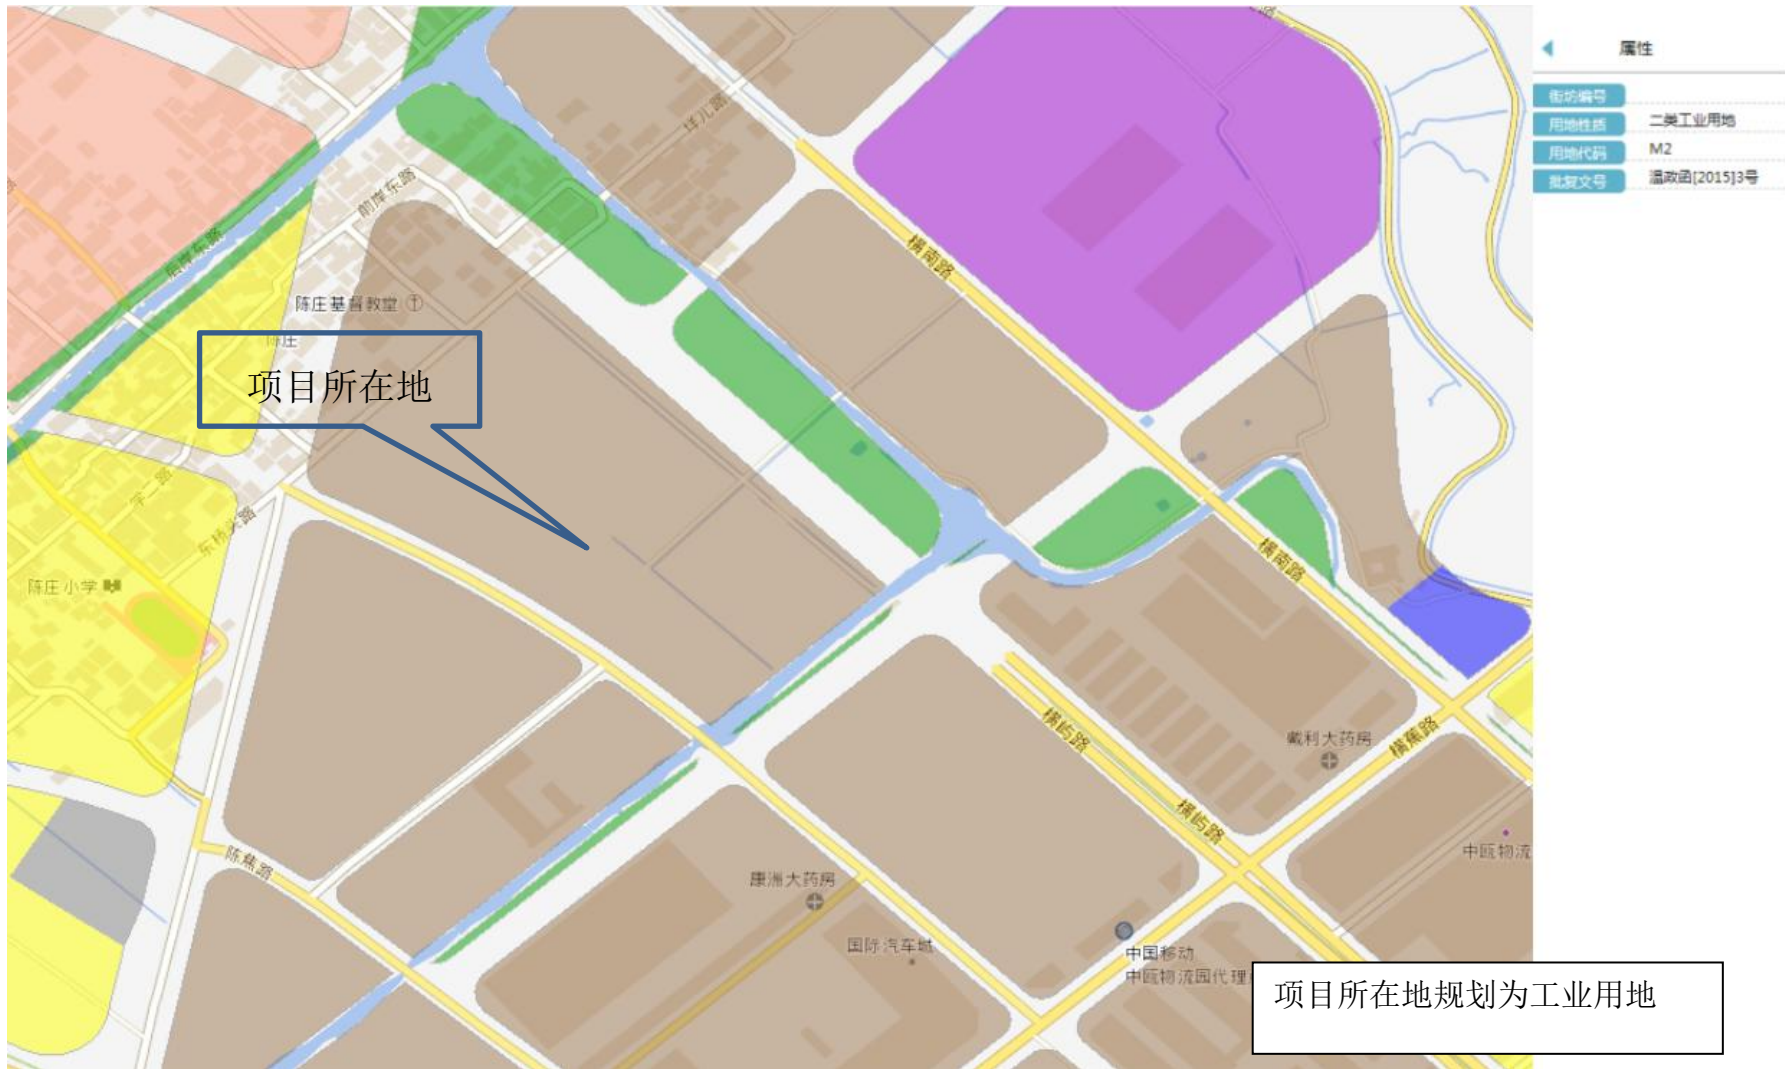 属性
街坊编号
用地性质 二类工业用地
用地代码 M2
批复文号 温政函[2015]3号
前岸东路
后岸东路
横南路
陈庄基督教堂
陈庄
项目所在地
学二路
东桥头路
陈庄小学
横南路
横屿路
戴利大药房
横蕉路
横屿路
中瓯物流
陈蕉路
康洲大药房
国际汽车城
中国移动
中瓯物流园代理
项目所在地规划为工业用地